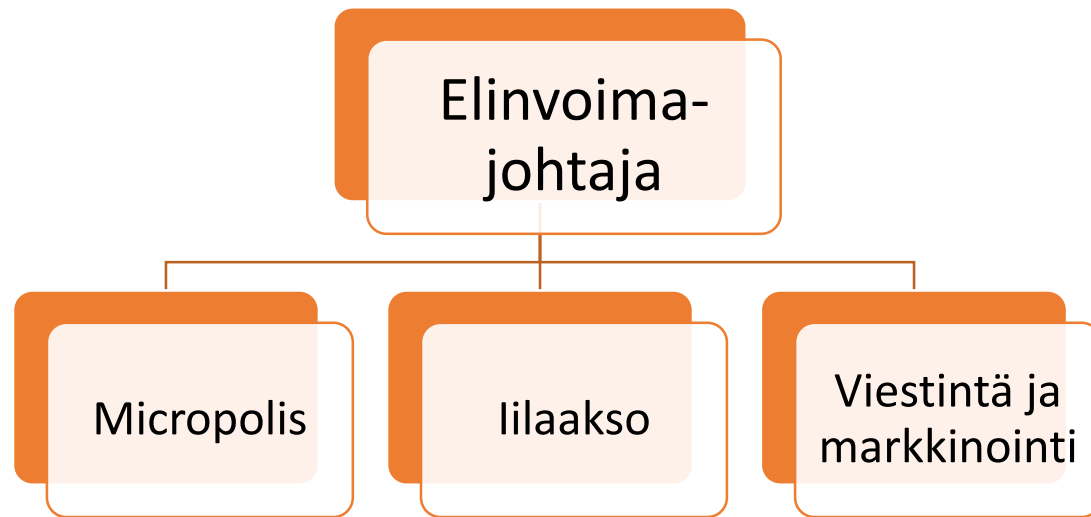 Elinvoima-
johtaja
Micropolis
Iilaakso
Viestintä ja
markkinointi